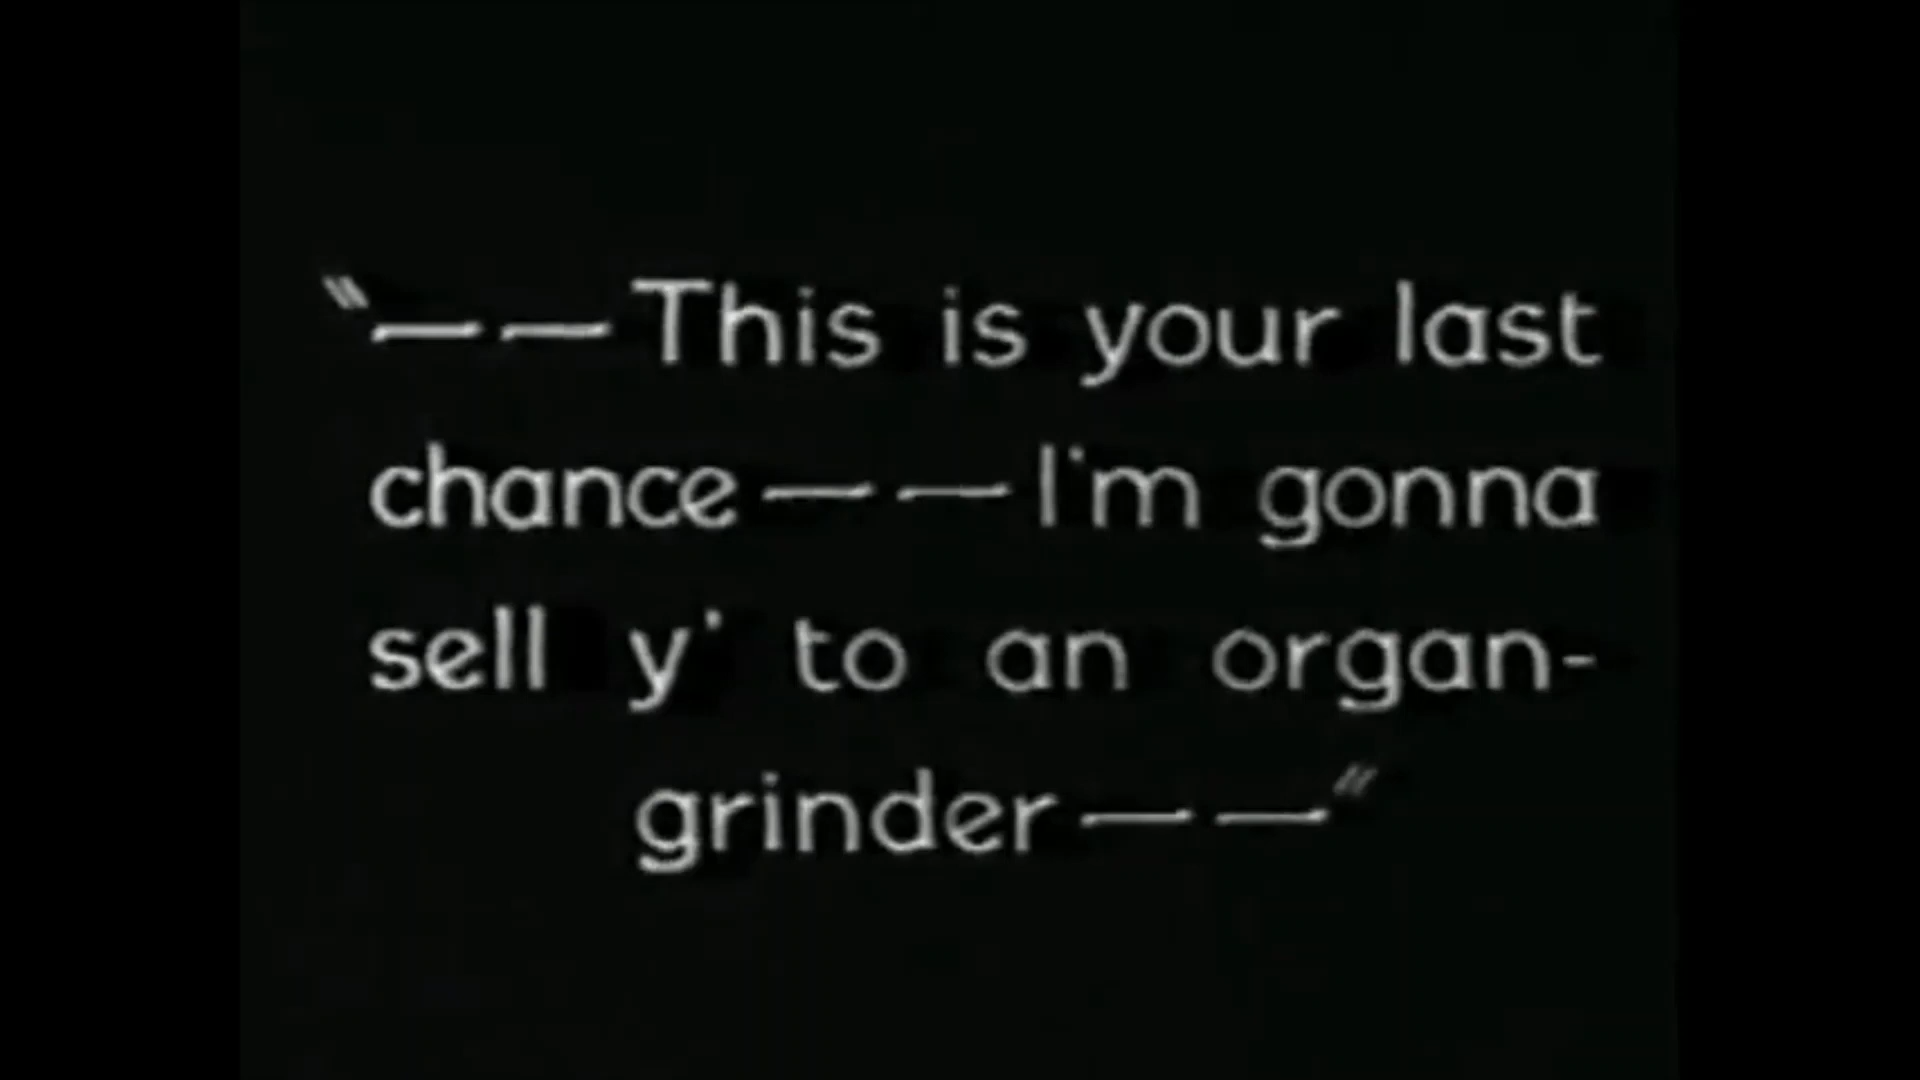 "——This is your last
chance——I'm gonna
sell y' to an organ-
grinder——"